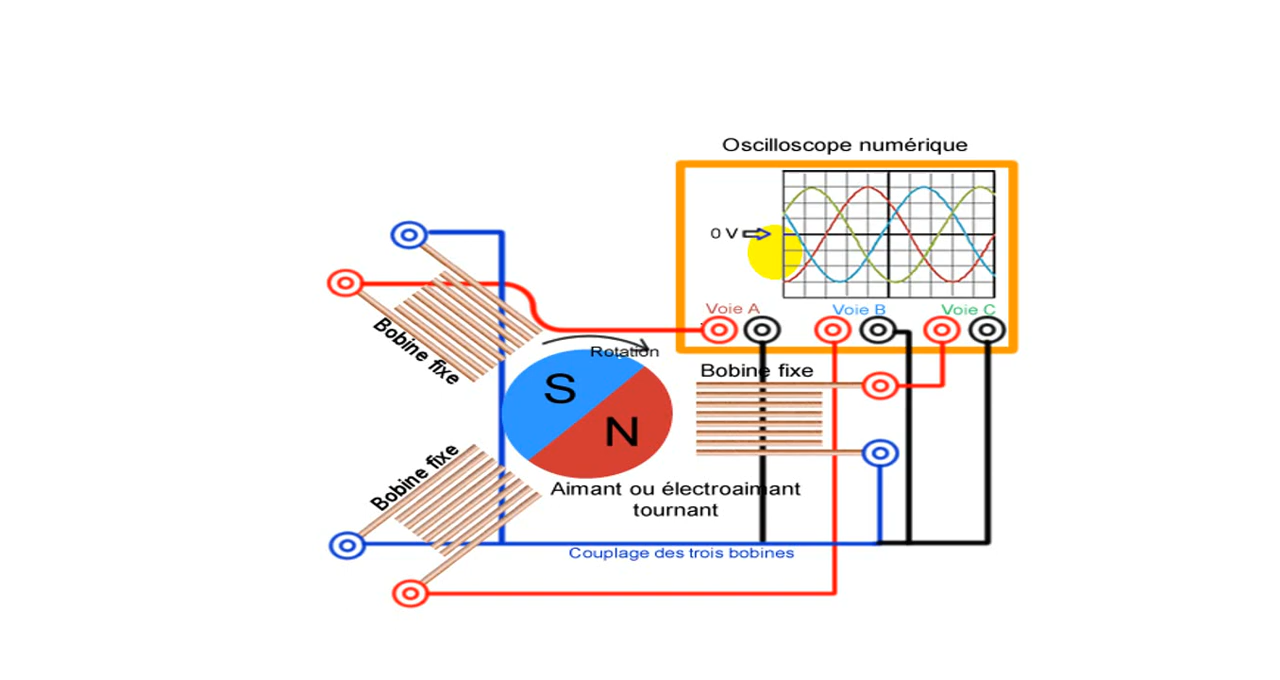 Oscilloscope numérique
0 V
Voie A
Voie B
Voie C
Bobine fixe
Rotation
Bobine fixe
S
N
Bobine fixe
Aimant ou électroaimant
tournant
Couplage des trois bobines